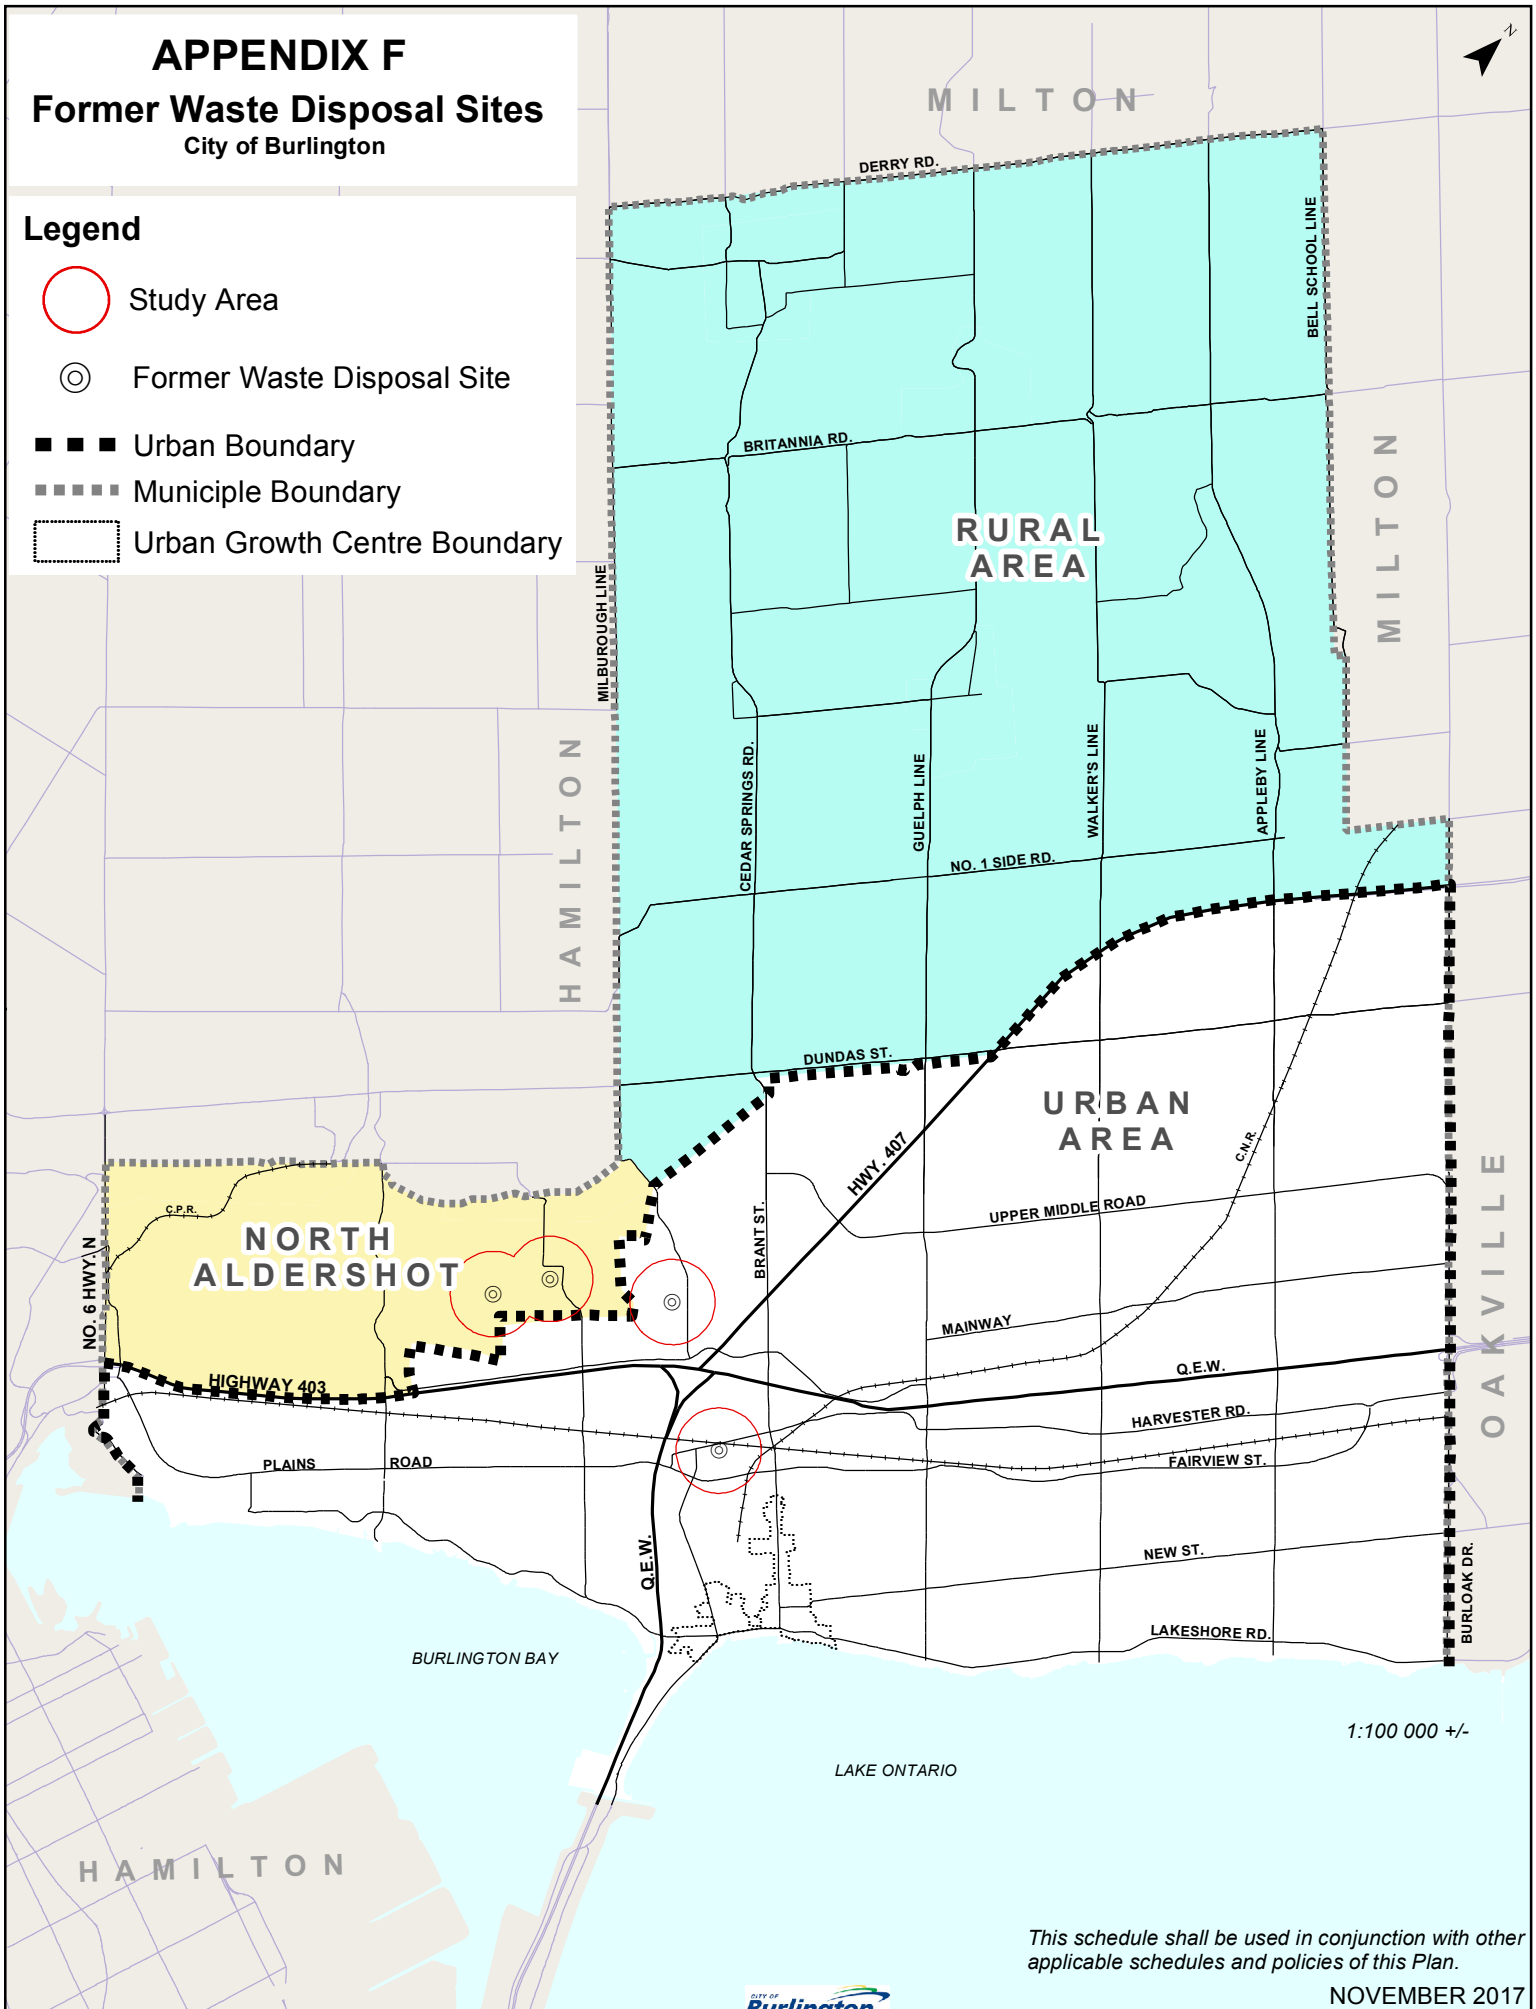 APPENDIX F
Former Waste Disposal Sites
City of Burlington
N
Legend
Study Area
Former Waste Disposal Site
Urban Boundary
Municiple Boundary
Urban Growth Centre Boundary
MILTON
DERRY RD.
BELL SCHOOL LINE
BRITANNIA RD.
MILTON
RURAL
AREA
MILBOROUGH LINE
HAMILTON
CEDAR SPRINGS RD.
GUELPH LINE
WALKER'S LINE
APPLEBY LINE
NO. 1 SIDE RD.
DUNDAS ST.
URBAN
AREA
HWY. 407
C.N.R.
OAKVILLE
C.P.R.
NORTH
ALDERSHOT
NO. 6 HWY. N
BRANT ST.
UPPER MIDDLE ROAD
MAINWAY
Q.E.W.
HIGHWAY 403
HARVESTER RD.
PLAINS ROAD
FAIRVIEW ST.
Q.E.W.
NEW ST.
BURLOAK DR.
LAKESHORE RD.
BURLINGTON BAY
1:100 000 +/-
LAKE ONTARIO
HAMILTON
This schedule shall be used in conjunction with other
applicable schedules and policies of this Plan.
NOVEMBER 2017
CITY OF
Burlington